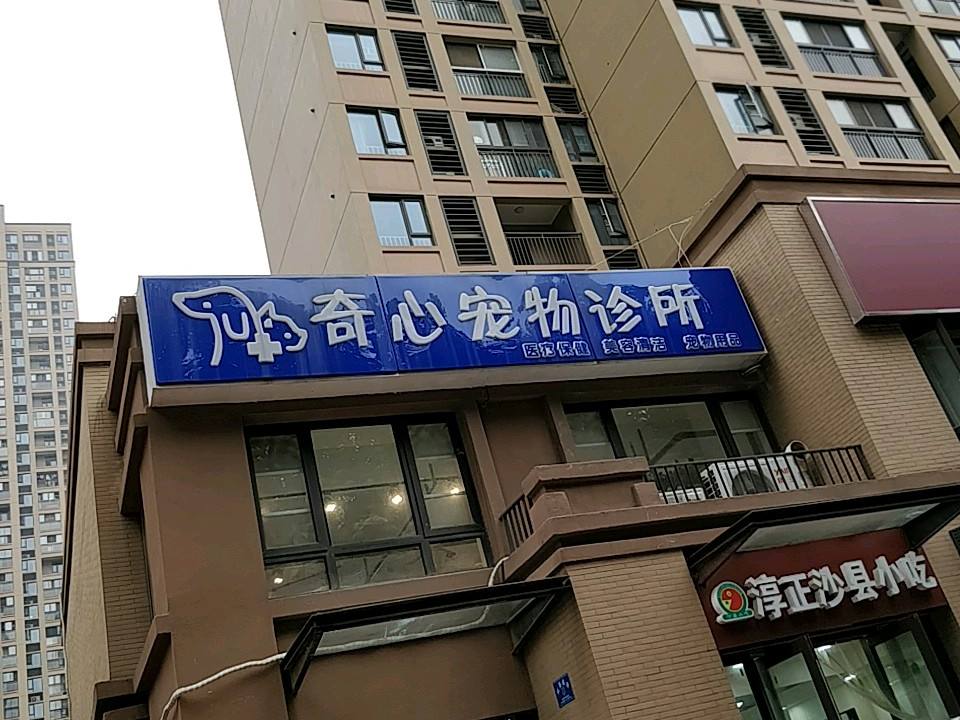 奇心宠物诊所
医疗保健 美容清洁 宠物用品
淳正沙县小吃